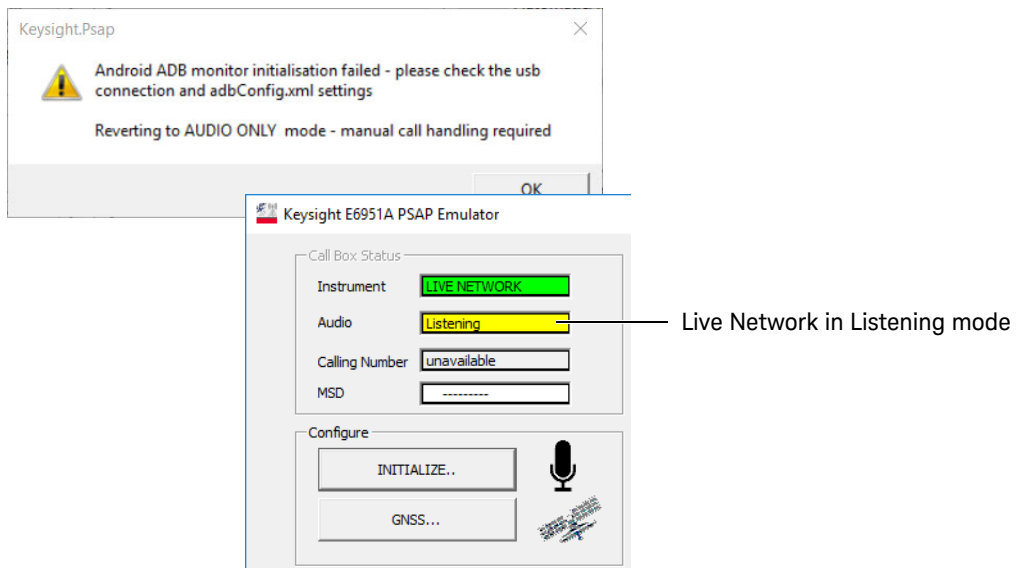 Keysight.Psap
Android ADB monitor initialisation failed - please check the usb
connection and adbConfig.xml settings
Reverting to AUDIO ONLY mode - manual call handling required
OK
Keysight E6951A PSAP Emulator
Call Box Status
Instrument LIVE NETWORK
Audio Listening
Live Network in Listening mode
Calling Number unavailable
MSD ---------
Configure
INITIALIZE..
GNSS...